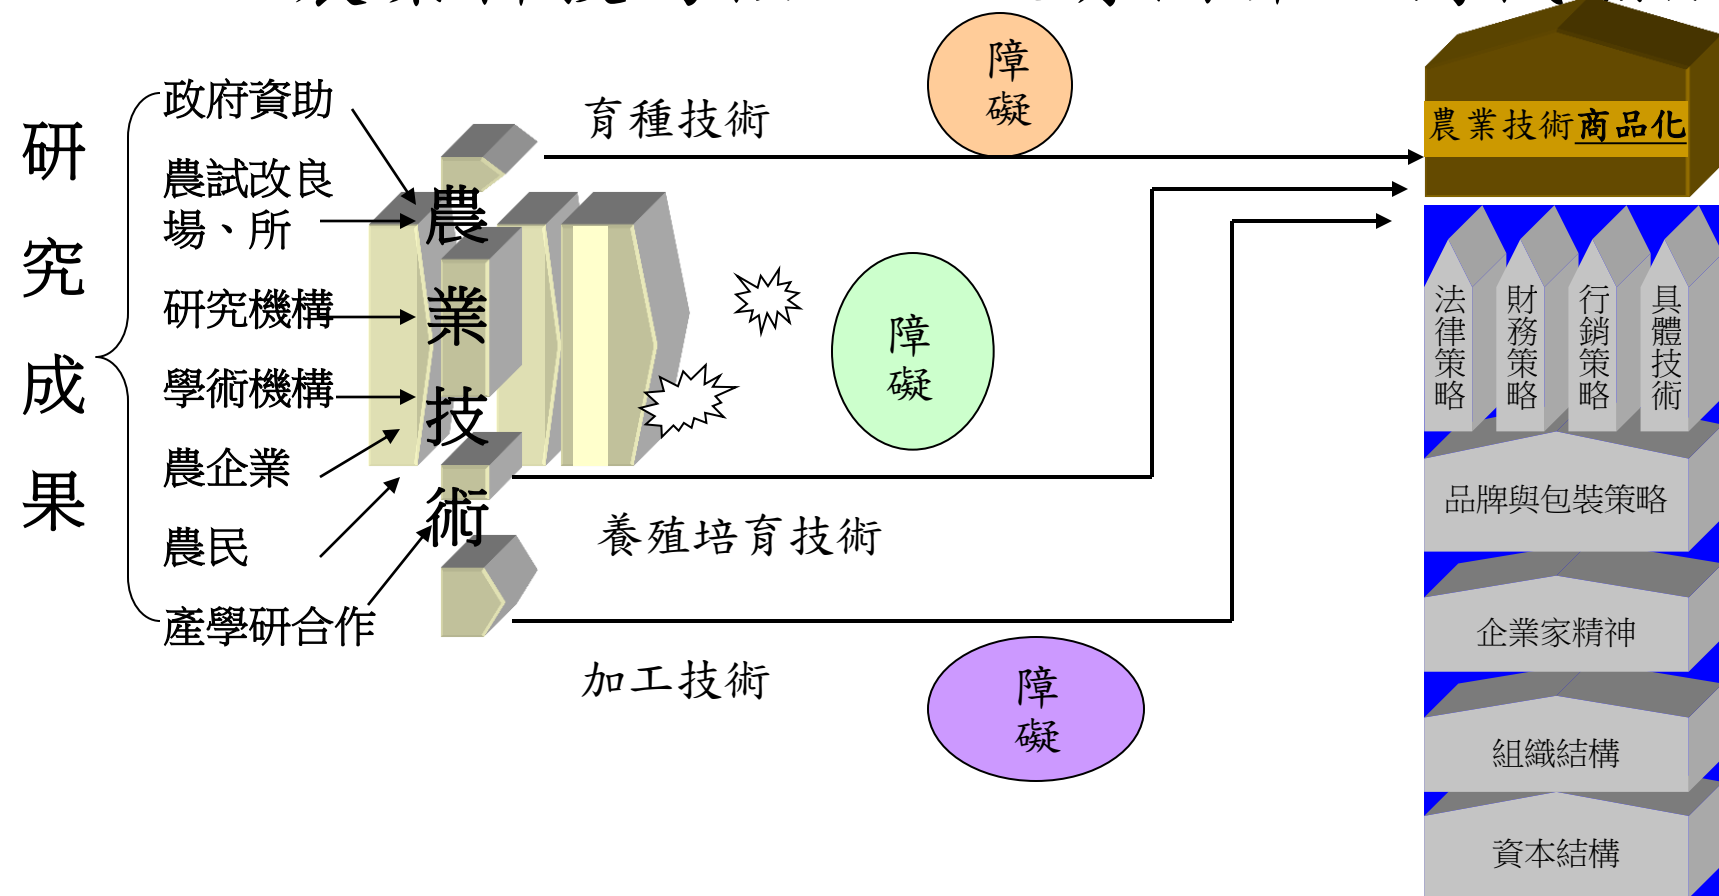 研究成果
政府資助
農試改良
場、所
研究機構
學術機構
農企業
農民
產學研合作
農業技術
育種技術
養殖培育技術
加工技術
障
礙
障
礙
障
礙
農業技術商品化
法律策略
財務策略
行銷策略
具體技術
品牌與包裝策略
企業家精神
組織結構
資本結構